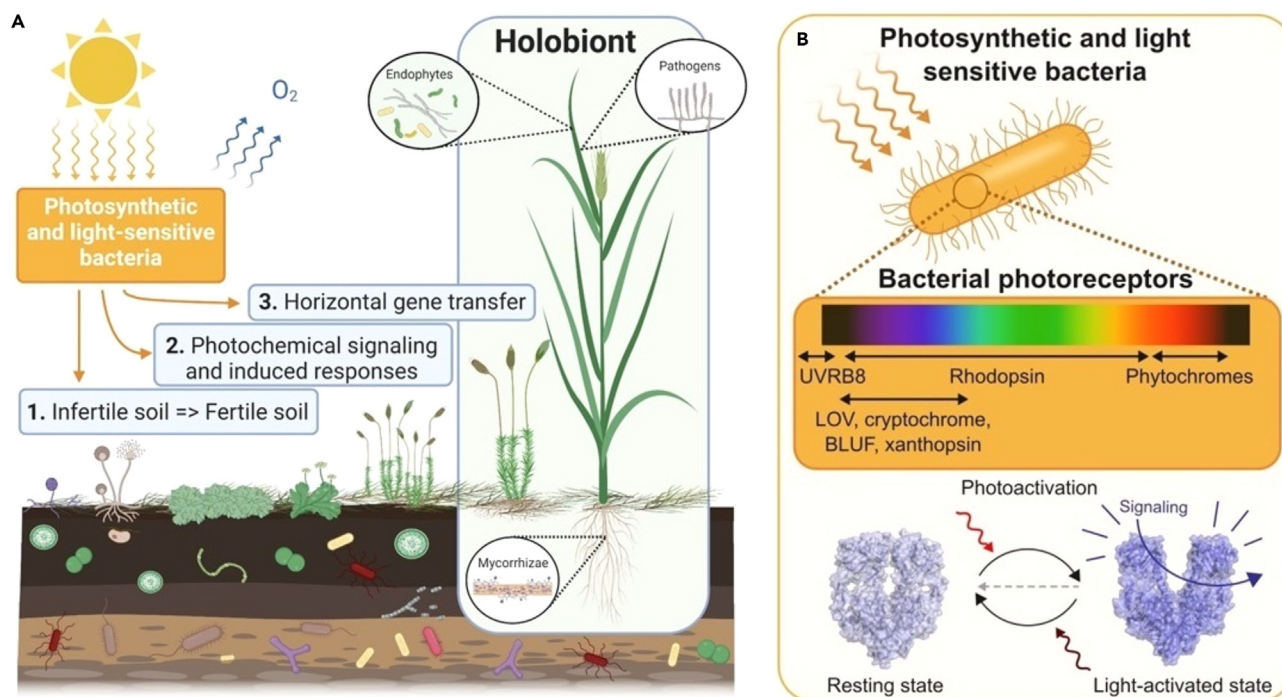 A
O2
Photosynthetic
and light-sensitive
bacteria
3. Horizontal gene transfer
2. Photochemical signaling
and induced responses
1. Infertile soil => Fertile soil
Holobiont
Endophytes
Pathogens
Mycorrhizae
B
Photosynthetic and light
sensitive bacteria
Bacterial photoreceptors
UVRB8
Rhodopsin
Phytochromes
LOV, cryptochrome,
BLUF, xanthopsin
Photoactivation
Signaling
Resting state
Light-activated state